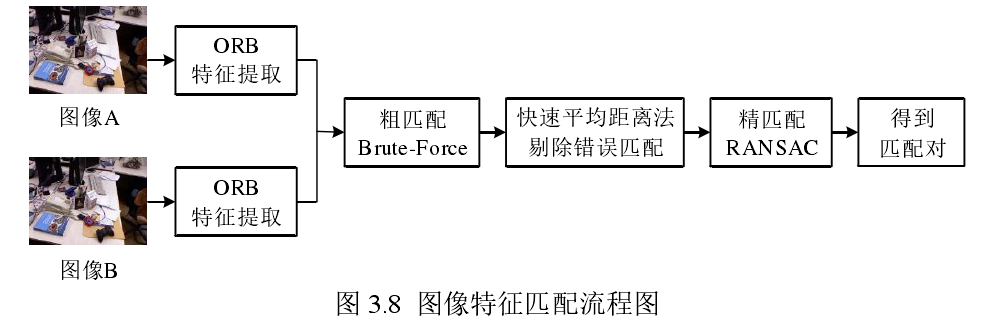 ORB
特征提取
图像A
粗匹配
Brute-Force
快速平均距离法
剔除错误匹配
精匹配
RANSAC
得到
匹配对
ORB
特征提取
图像B
图 3.8 图像特征匹配流程图